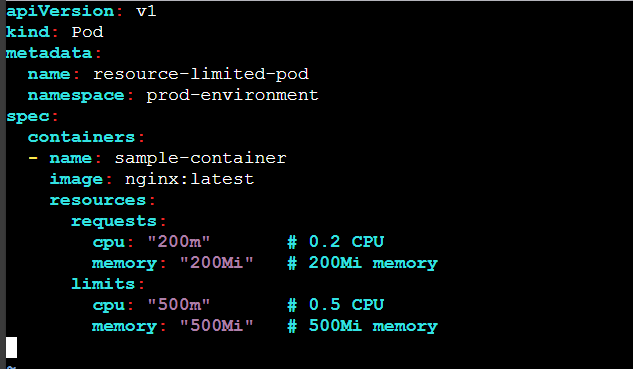 apiVersion: v1
kind: Pod
metadata:
  name: resource-limited-pod
  namespace: prod-environment
spec:
  containers:
  - name: sample-container
    image: nginx:latest
    resources:
      requests:
        cpu: "200m"       # 0.2 CPU
        memory: "200Mi"   # 200Mi memory
      limits:
        cpu: "500m"       # 0.5 CPU
        memory: "500Mi"   # 500Mi memory
~